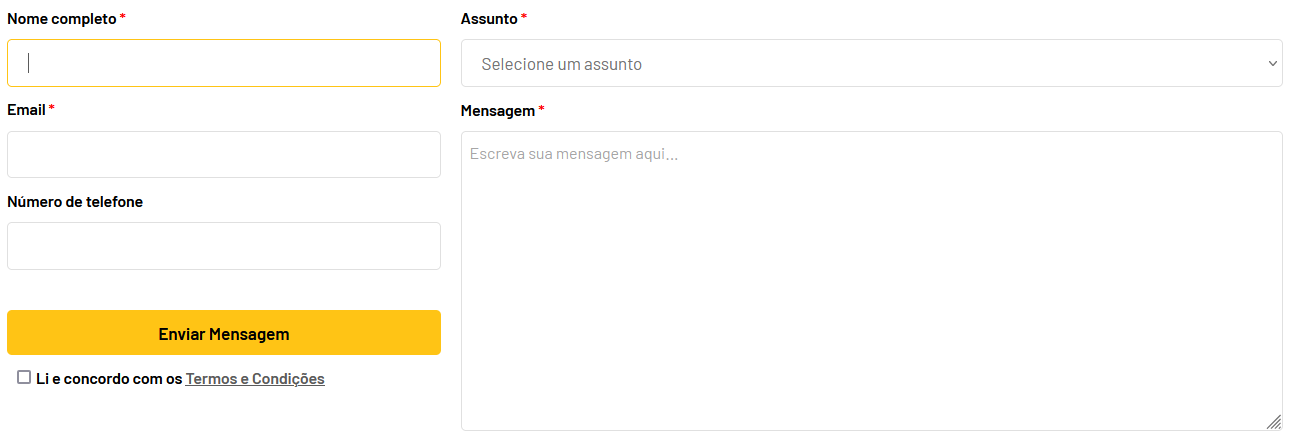 Nome completo *
Email *
Número de telefone
Enviar Mensagem
Li e concordo com os Termos e Condições
Assunto *
Selecione um assunto
Mensagem *
Escreva sua mensagem aqui...